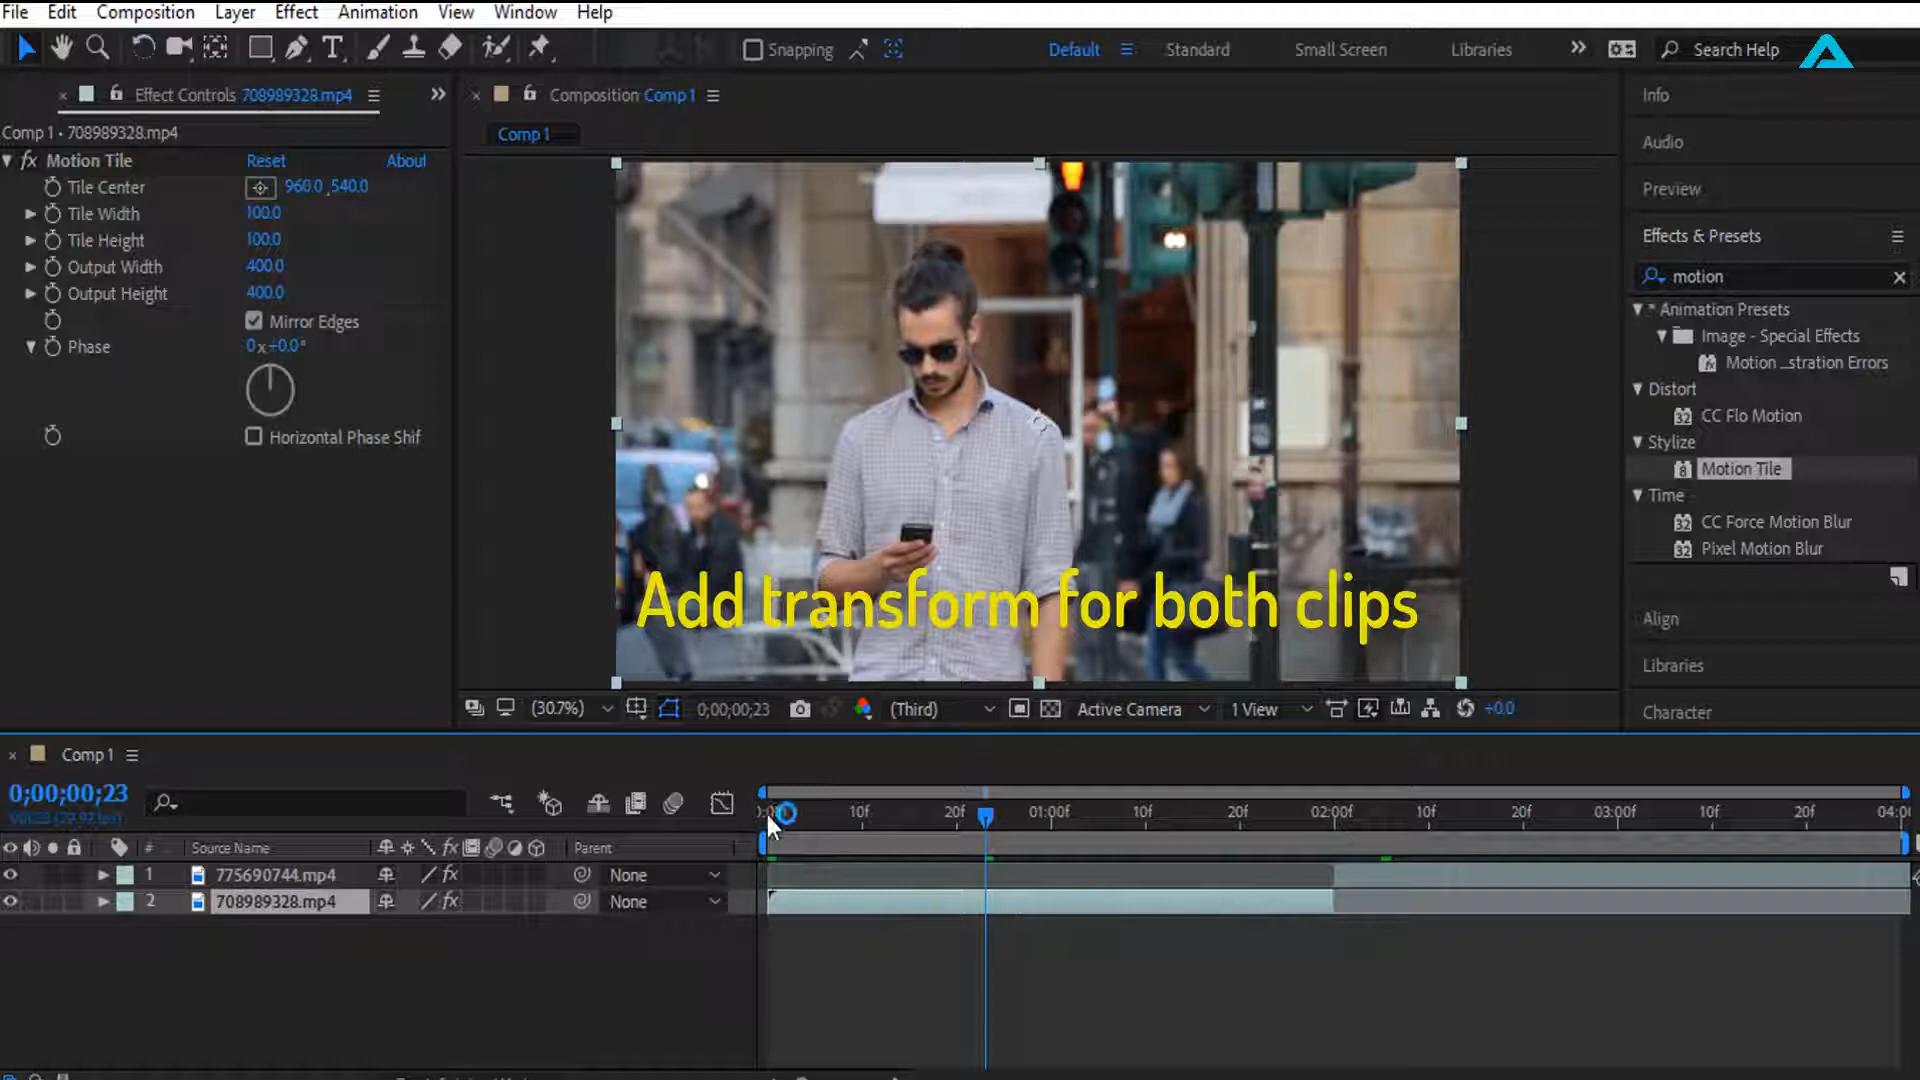 File Edit Composition Layer Effect Animation View Window Help
Snapping Default Standard Small Screen Libraries Search Help
Effect Controls 708989328.mp4
Composition Comp 1
Info
Comp 1 • 708989328.mp4
Comp 1
Audio
fx Motion Tile Reset About
Tile Center 960.0 ,540.0
Preview
Tile Width 100.0
Tile Height 100.0
Effects & Presets
Output Width 400.0
motion
Output Height 400.0
* Animation Presets
Mirror Edges
Image - Special Effects
Phase 0 x+0.0°
Motion ...stration Errors
Distort
CC Flo Motion
Horizontal Phase Shif
Stylize
Motion Tile
Time
CC Force Motion Blur
Pixel Motion Blur
Add transform for both clips
Align
Libraries
(30.7%) 0;00;00;23 (Third) Active Camera 1 View +0.0
Character
Comp 1
0;00;00;23
10f 20f 01:00f 10f 20f 02:00f 10f 20f 03:00f 10f 20f
# Source Name fx Parent
1 775690744.mp4 fx None
2 708989328.mp4 fx None